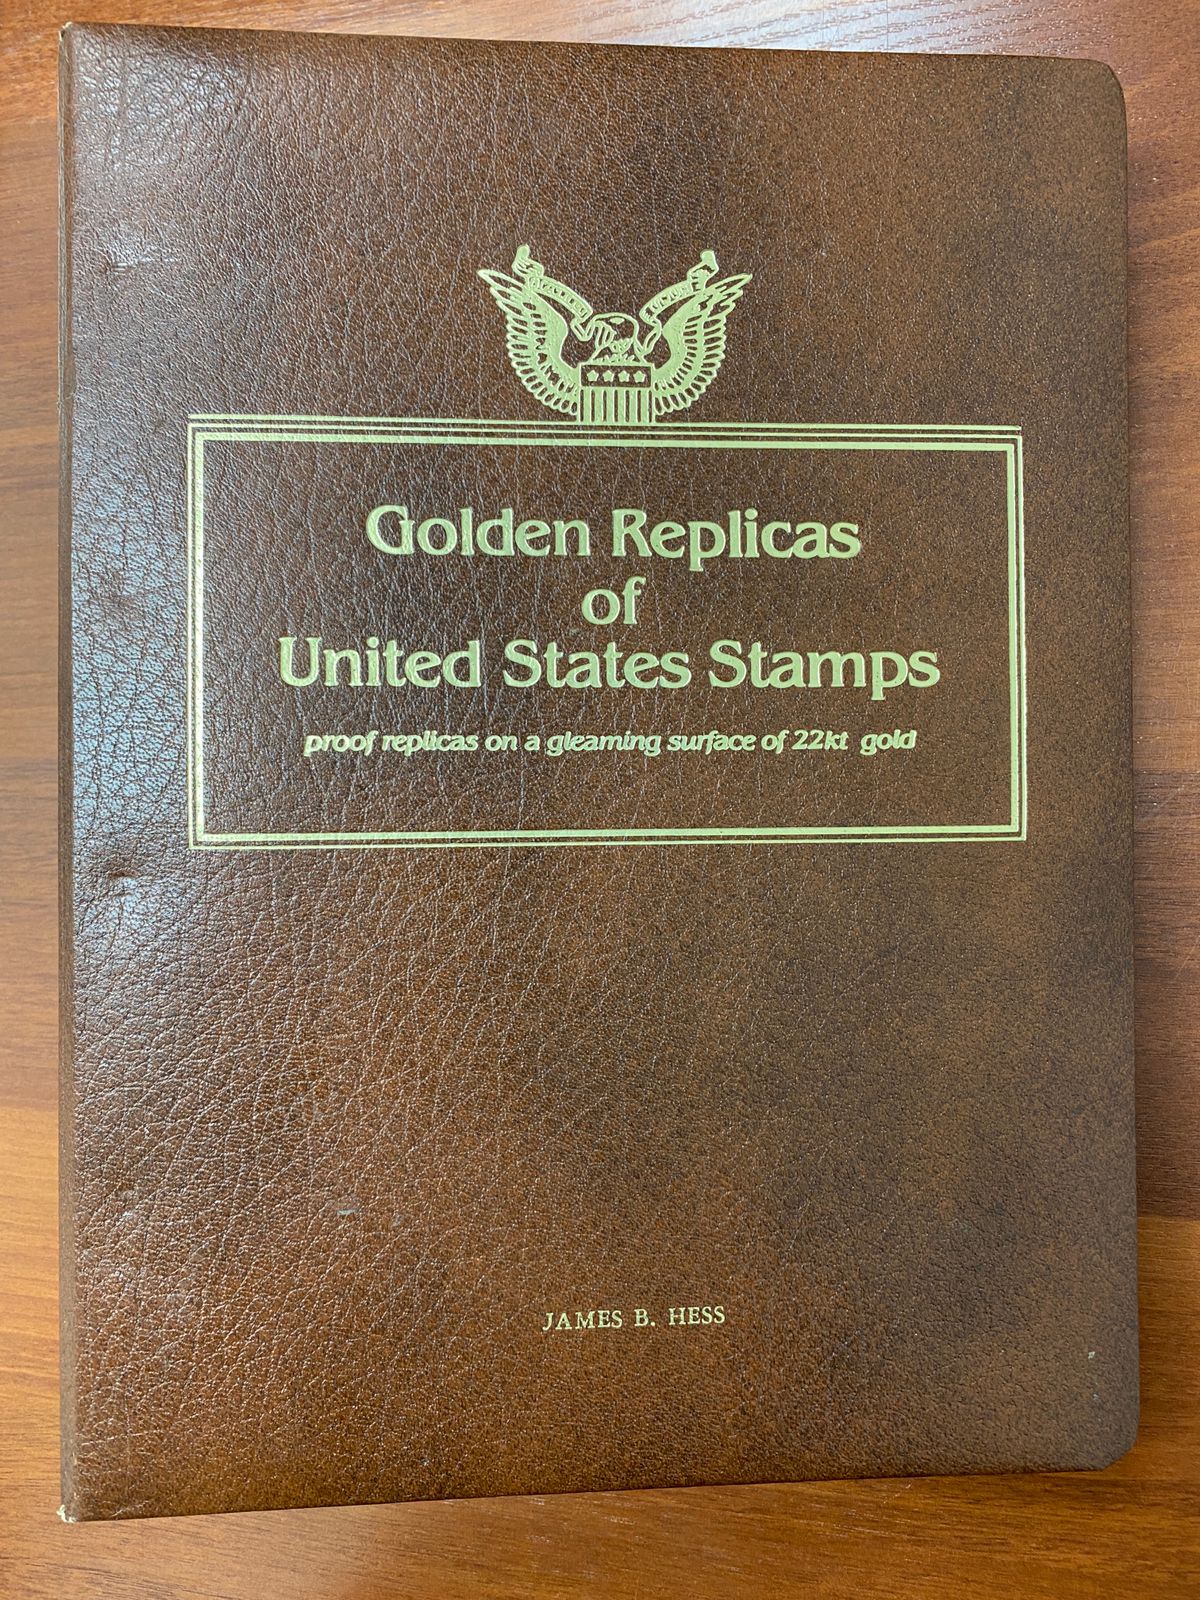 Golden Replicas
of
United States Stamps
proof replicas on a gleaming surface of 22kt gold
JAMES B. HESS